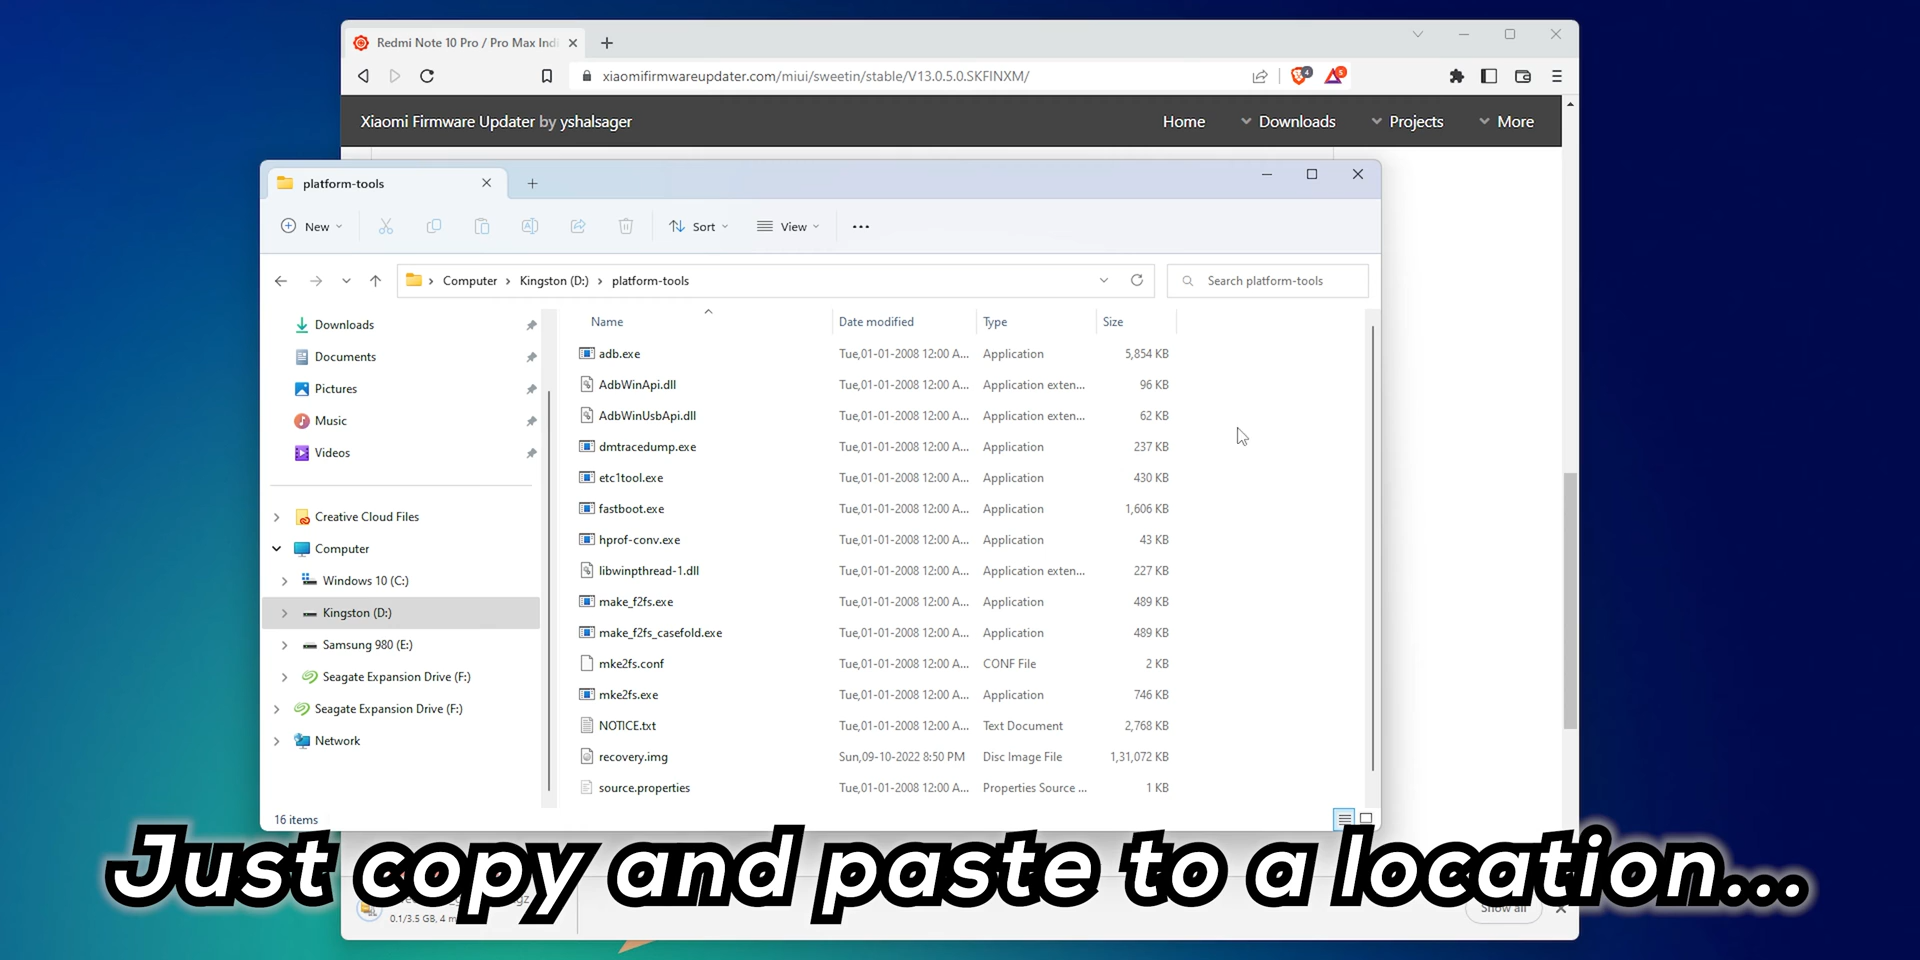 Redmi Note 10 Pro / Pro Max Indi
xiaomifirmwareupdater.com/miui/sweetin/stable/V13.0.5.0.SKFINXM/
4
5
Xiaomi Firmware Updater by yshalsager
Home
Downloads
Projects
More
platform-tools
New
Sort
View
Computer > Kingston (D:) > platform-tools
Search platform-tools
Downloads
Documents
Pictures
Music
Videos
Creative Cloud Files
Computer
Windows 10 (C:)
Kingston (D:)
Samsung 980 (E:)
Seagate Expansion Drive (F:)
Seagate Expansion Drive (F:)
Network
Name Date modified Type Size
adb.exe Tue,01-01-2008 12:00 A... Application 5,854 KB
AdbWinApi.dll Tue,01-01-2008 12:00 A... Application exten... 96 KB
AdbWinUsbApi.dll Tue,01-01-2008 12:00 A... Application exten... 62 KB
dmtracedump.exe Tue,01-01-2008 12:00 A... Application 237 KB
etc1tool.exe Tue,01-01-2008 12:00 A... Application 430 KB
fastboot.exe Tue,01-01-2008 12:00 A... Application 1,606 KB
hprof-conv.exe Tue,01-01-2008 12:00 A... Application 43 KB
libwinpthread-1.dll Tue,01-01-2008 12:00 A... Application exten... 227 KB
make_f2fs.exe Tue,01-01-2008 12:00 A... Application 489 KB
make_f2fs_casefold.exe Tue,01-01-2008 12:00 A... Application 489 KB
mke2fs.conf Tue,01-01-2008 12:00 A... CONF File 2 KB
mke2fs.exe Tue,01-01-2008 12:00 A... Application 746 KB
NOTICE.txt Tue,01-01-2008 12:00 A... Text Document 2,768 KB
recovery.img Sun,09-10-2022 8:50 PM Disc Image File 1,31,072 KB
source.properties Tue,01-01-2008 12:00 A... Properties Source ... 1 KB
16 items
Just copy and paste to a location...
0.1/3.5 GB, 4 m
Show all